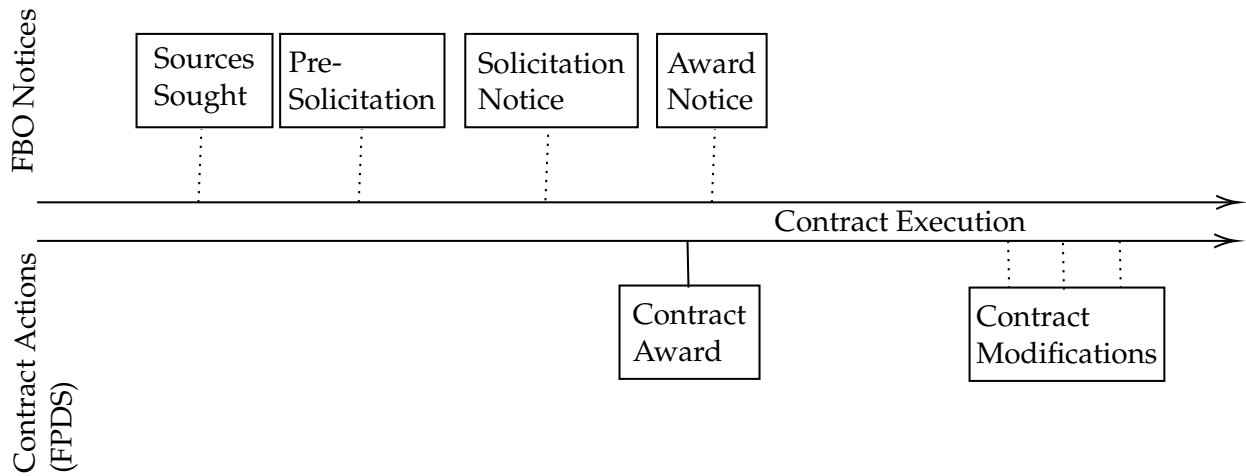 FBO Notices
Sources
Sought
Pre-
Solicitation
Solicitation
Notice
Award
Notice
Contract Execution
Contract Actions
(FPDS)
Contract
Award
Contract
Modifications